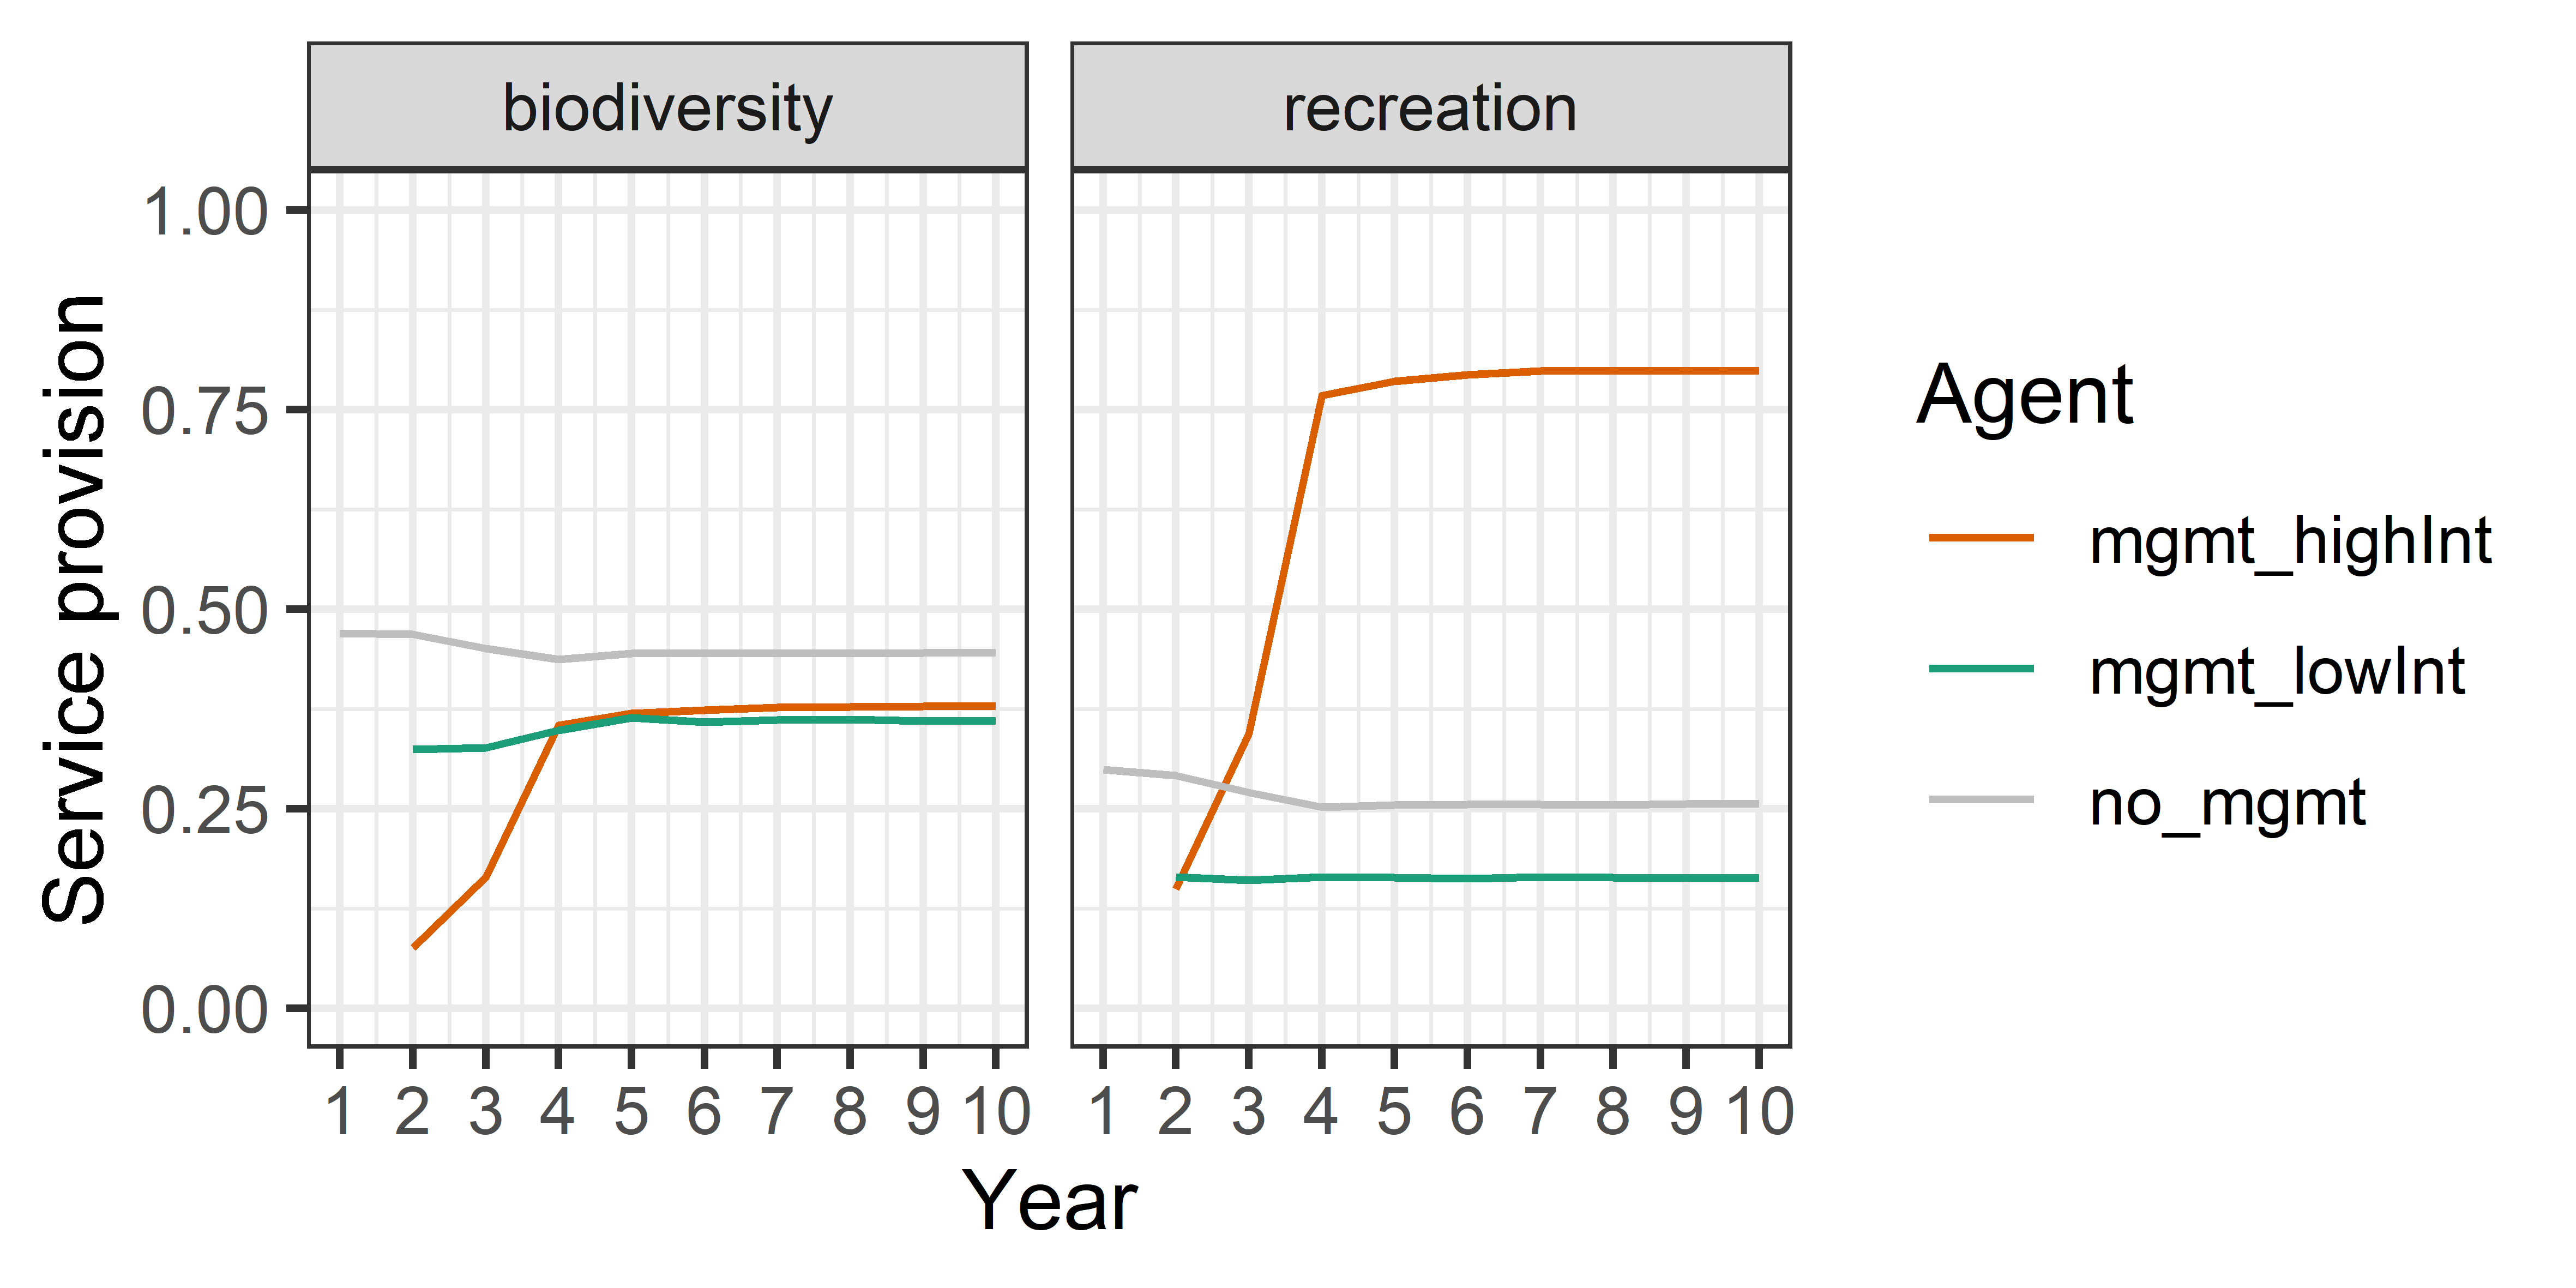 biodiversity recreation
1.00
0.75
0.50
0.25
0.00
Service provision
1 2 3 4 5 6 7 8 9 10 1 2 3 4 5 6 7 8 9 10
Year
Agent
mgmt_highInt
mgmt_lowInt
no_mgmt